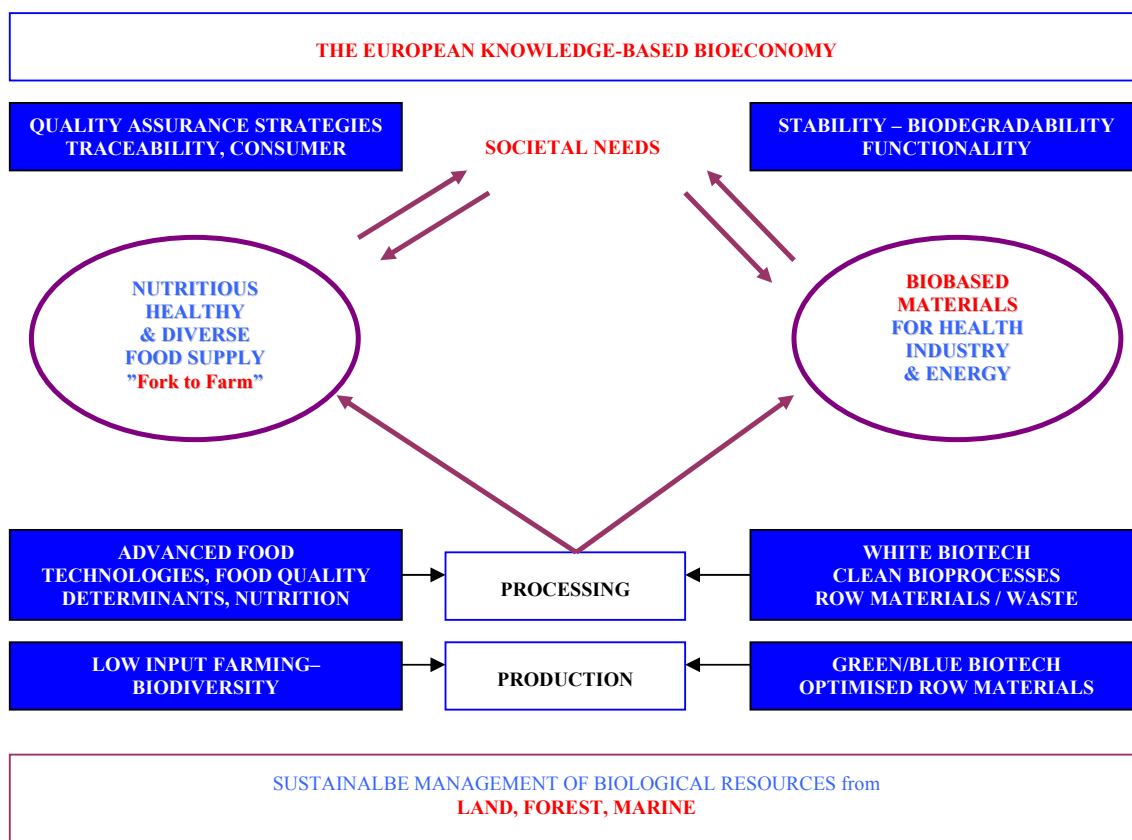 THE EUROPEAN KNOWLEDGE-BASED BIOECONOMY
QUALITY ASSURANCE STRATEGIES
TRACEABILITY, CONSUMER
SOCIETAL NEEDS
STABILITY – BIODEGRADABILITY
FUNCTIONALITY
NUTRITIOUS
HEALTHY
& DIVERSE
FOOD SUPPLY
”Fork to Farm”
BIOBASED
MATERIALS
FOR HEALTH
INDUSTRY
& ENERGY
ADVANCED FOOD
TECHNOLOGIES, FOOD QUALITY
DETERMINANTS, NUTRITION
PROCESSING
WHITE BIOTECH
CLEAN BIOPROCESSES
ROW MATERIALS / WASTE
LOW INPUT FARMING–
BIODIVERSITY
PRODUCTION
GREEN/BLUE BIOTECH
OPTIMISED ROW MATERIALS
SUSTAINALBE MANAGEMENT OF BIOLOGICAL RESOURCES from
LAND, FOREST, MARINE